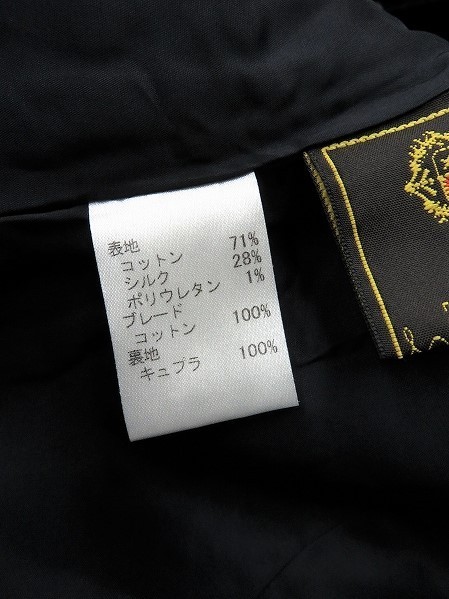 表地
コットン 71%
シルク 28%
ポリウレタン 1%
ブレード
コットン 100%
裏地
キュプラ 100%